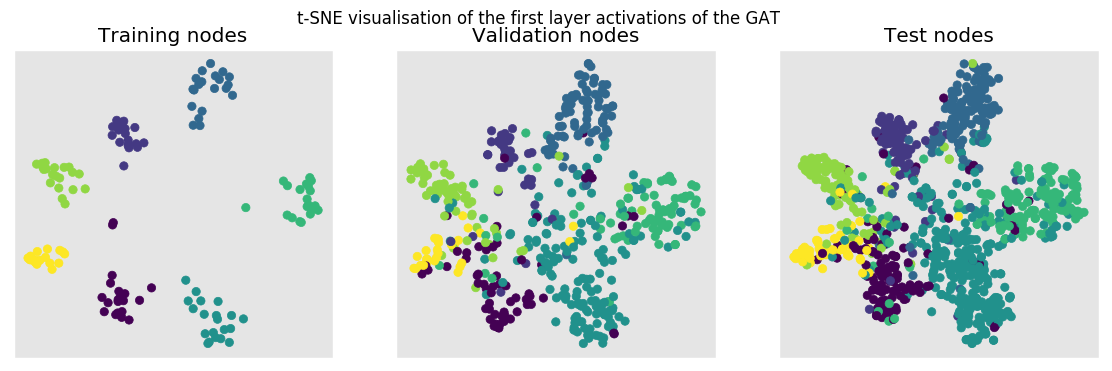 t-SNE visualisation of the first layer activations of the GAT
Training nodes
Validation nodes
Test nodes